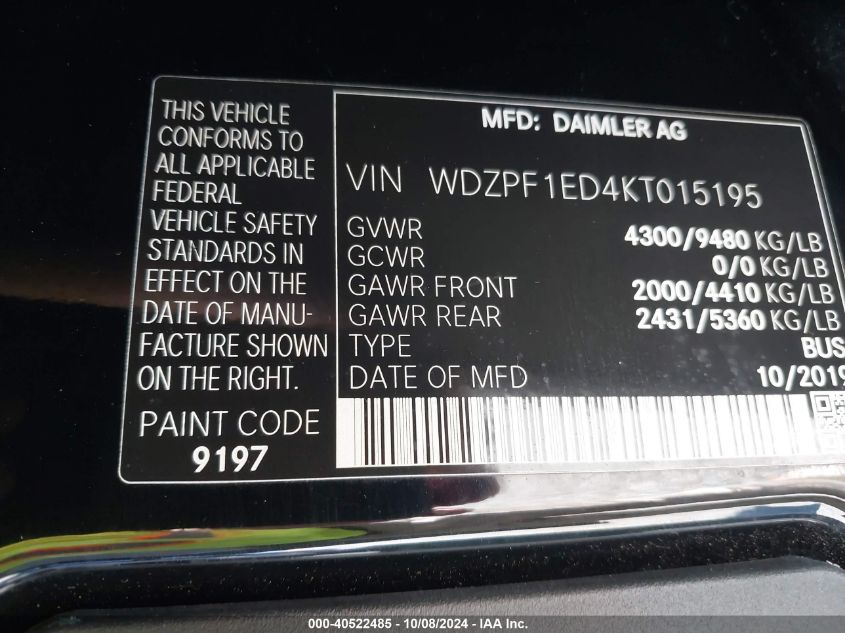 THIS VEHICLE
CONFORMS TO
ALL APPLICABLE
FEDERAL
VEHICLE SAFETY
STANDARDS IN
EFFECT ON THE
DATE OF MANU-
FACTURE SHOWN
ON THE RIGHT.
PAINT CODE
9197
MFD: DAIMLER AG
VIN WDZPF1ED4KT015195
GVWR 4300/9480 KG/LB
GCWR 0/0 KG/LB
GAWR FRONT 2000/4410 KG/LB
GAWR REAR 2431/5360 KG/LB
TYPE BUS
DATE OF MFD 10/2019
000-40522485 - 10/08/2024 - IAA Inc.